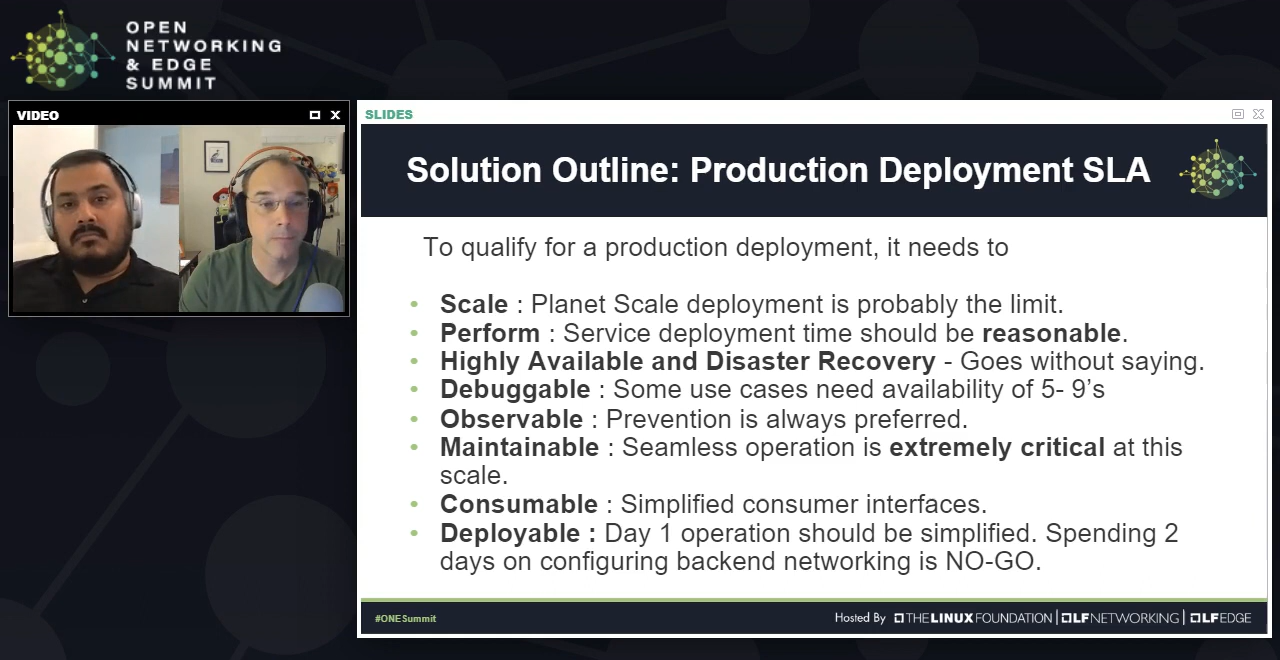 OPEN
NETWORKING
& EDGE
SUMMIT
VIDEO
SLIDES
Solution Outline: Production Deployment SLA
To qualify for a production deployment, it needs to
• Scale : Planet Scale deployment is probably the limit.
• Perform : Service deployment time should be reasonable.
• Highly Available and Disaster Recovery - Goes without saying.
• Debuggable : Some use cases need availability of 5- 9’s
• Observable : Prevention is always preferred.
• Maintainable : Seamless operation is extremely critical at this
scale.
• Consumable : Simplified consumer interfaces.
• Deployable : Day 1 operation should be simplified. Spending 2
days on configuring backend networking is NO-GO.
#ONESummit
Hosted By THE LINUX FOUNDATION | LF NETWORKING | LF EDGE